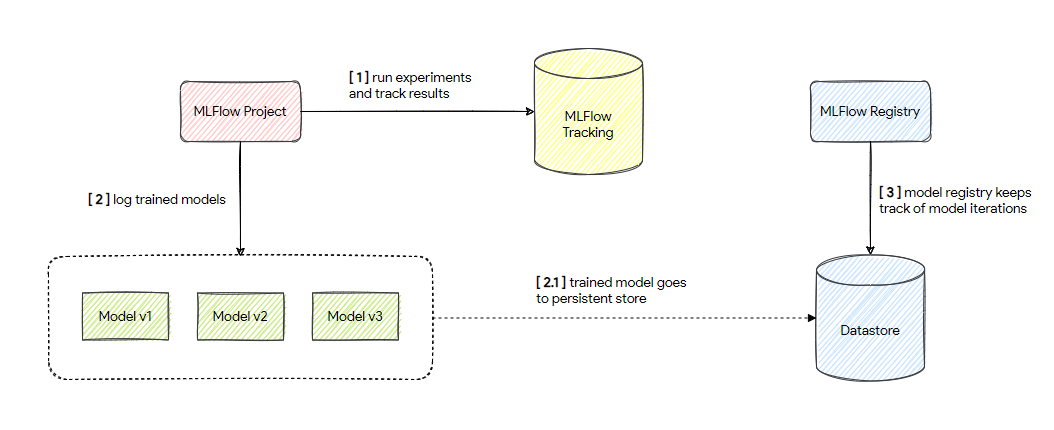 [ 1 ] run experiments
and track results
MLFlow Project
MLFlow
Tracking
MLFlow Registry
[ 2 ] log trained models
[ 3 ] model registry keeps
track of model iterations
[ 2.1 ] trained model goes
to persistent store
Model v1
Model v2
Model v3
Datastore